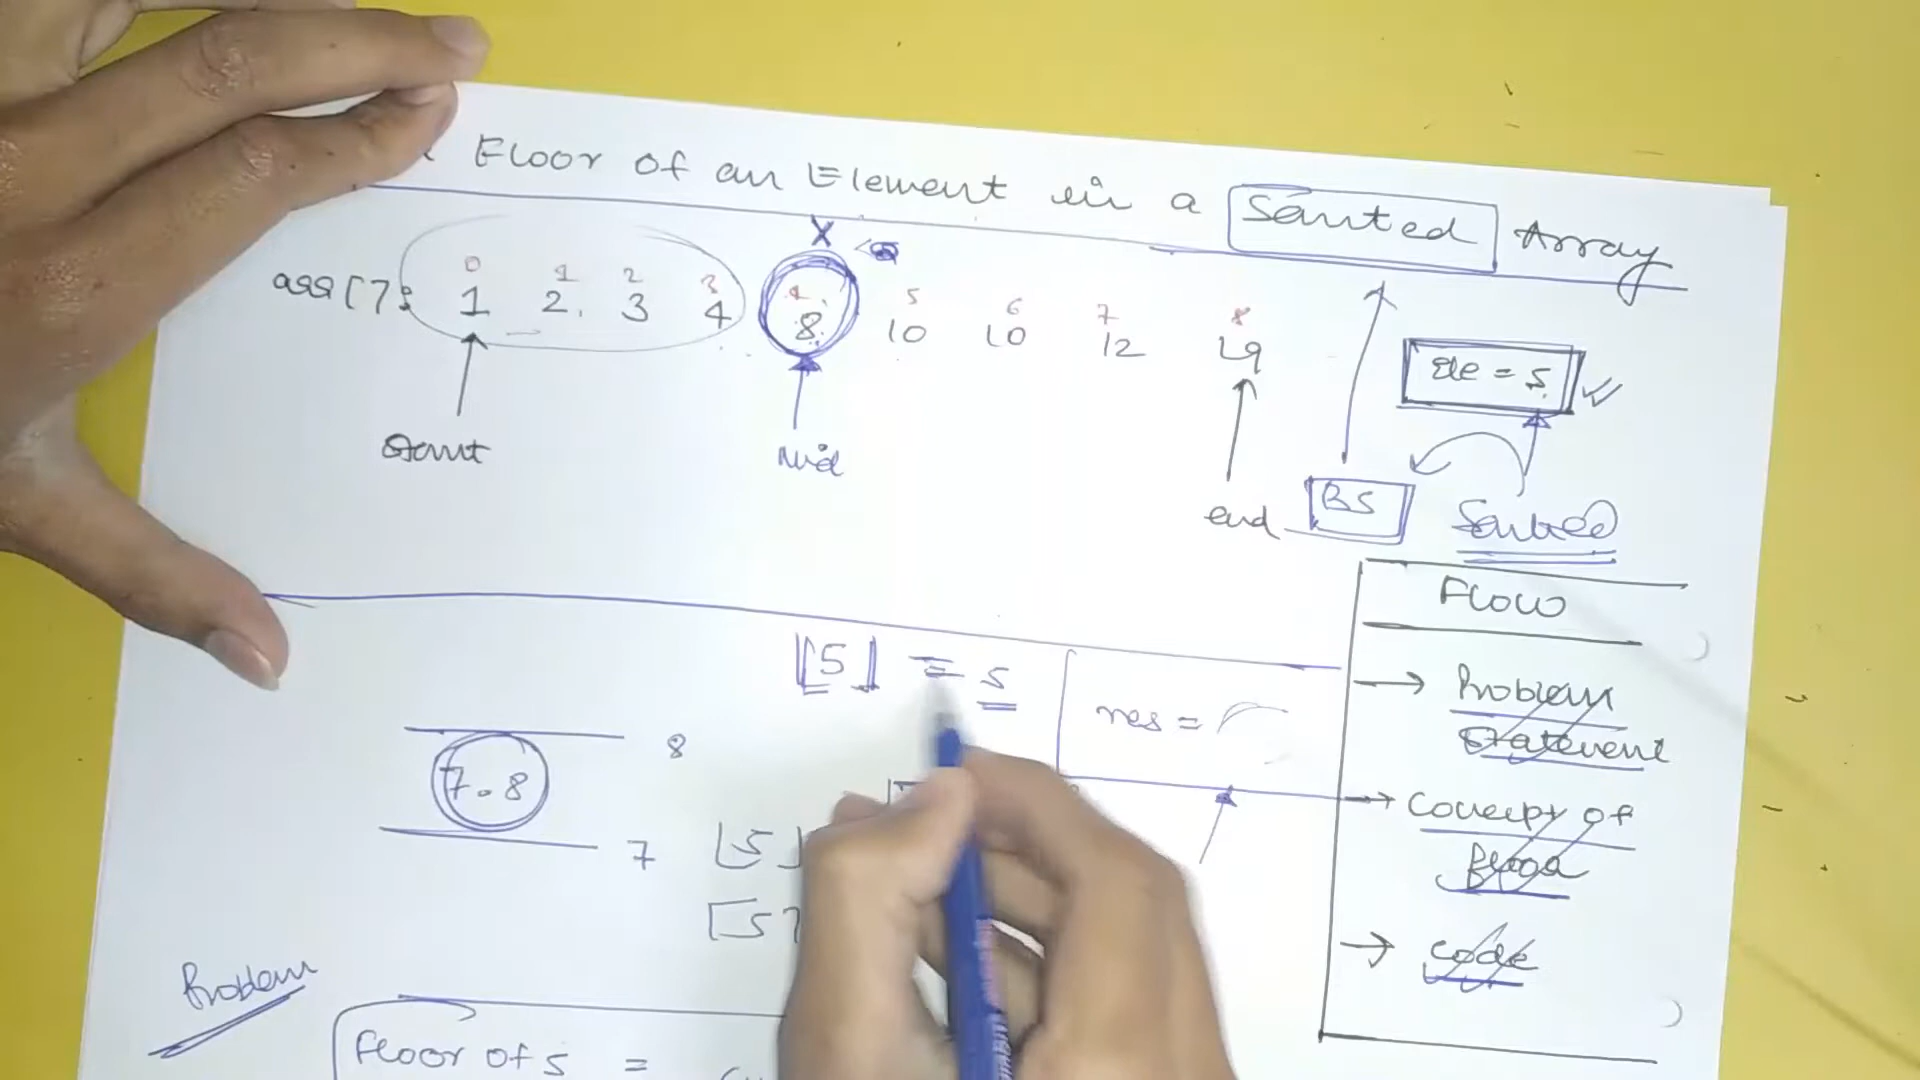 Floor of an Element in a Sorted Array
X
0 1 2 3 4 5 6 7 8
arr[]: 1 2 3 4 8 10 10 12 19
ele = 5
Start
Mid
end
BS
Sorted
Flow
⌊5⌋ = 5
res =
→ Problem
Statement
7.8
8
7
→ Concept of
⌊5⌋
⌈5⌉
→ Code
Problem
Floor of 5 =